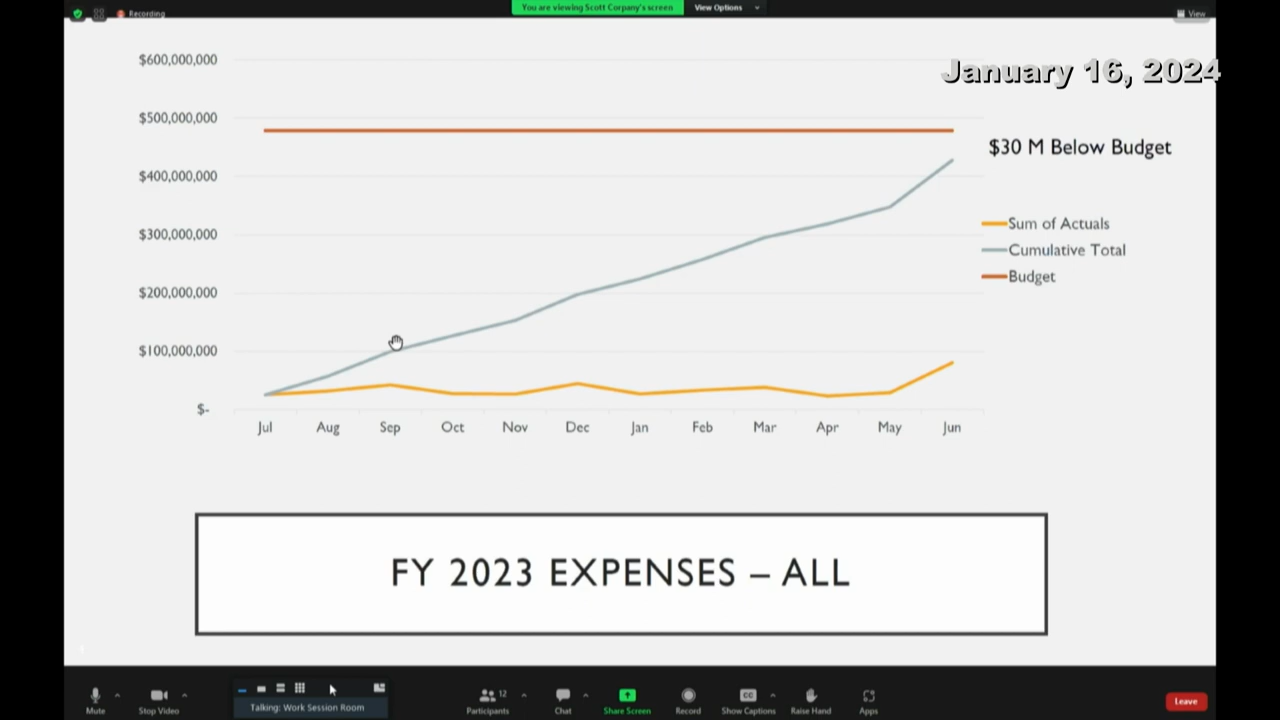 Recording
You are viewing Scott Corpany's screen
View Options
View
January 16, 2024
$600,000,000
$500,000,000
$400,000,000
$300,000,000
$200,000,000
$100,000,000
$-
Jul Aug Sep Oct Nov Dec Jan Feb Mar Apr May Jun
$30 M Below Budget
Sum of Actuals
Cumulative Total
Budget
FY 2023 EXPENSES – ALL
Talking: Work Session Room
Mute
Stop Video
12
Participants
Chat
Share Screen
Record
CC
Show Captions
Raise Hand
Apps
Leave